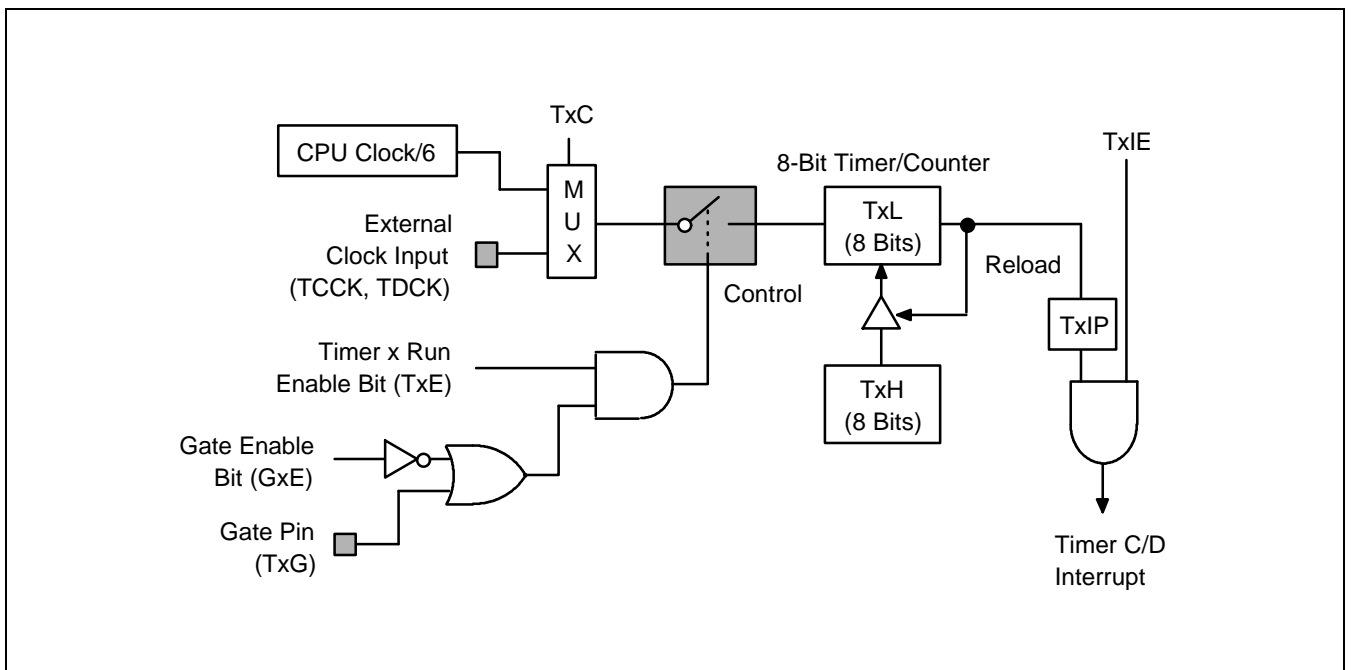 TxC
TxIE
CPU Clock/6
8-Bit Timer/Counter
M
U
X
TxL
(8 Bits)
External
Clock Input
(TCCK, TDCK)
Reload
Control
TxIP
Timer x Run
Enable Bit (TxE)
TxH
(8 Bits)
Gate Enable
Bit (GxE)
Gate Pin
(TxG)
Timer C/D
Interrupt